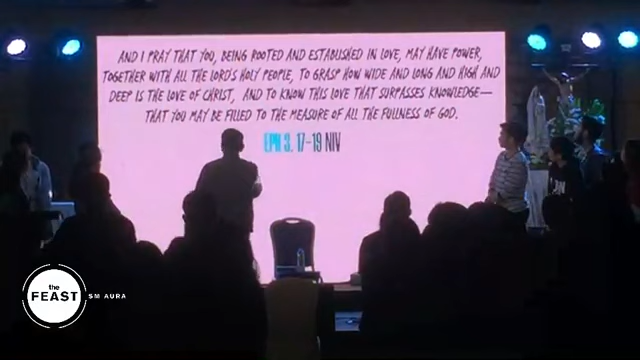 AND I PRAY THAT YOU, BEING ROOTED AND ESTABLISHED IN LOVE, MAY HAVE POWER,
TOGETHER WITH ALL THE LORD'S HOLY PEOPLE, TO GRASP HOW WIDE AND LONG AND HIGH AND
DEEP IS THE LOVE OF CHRIST, AND TO KNOW THIS LOVE THAT SURPASSES KNOWLEDGE—
THAT YOU MAY BE FILLED TO THE MEASURE OF ALL THE FULLNESS OF GOD.
EPH 3. 17-19 NIV
the
FEAST
SM AURA